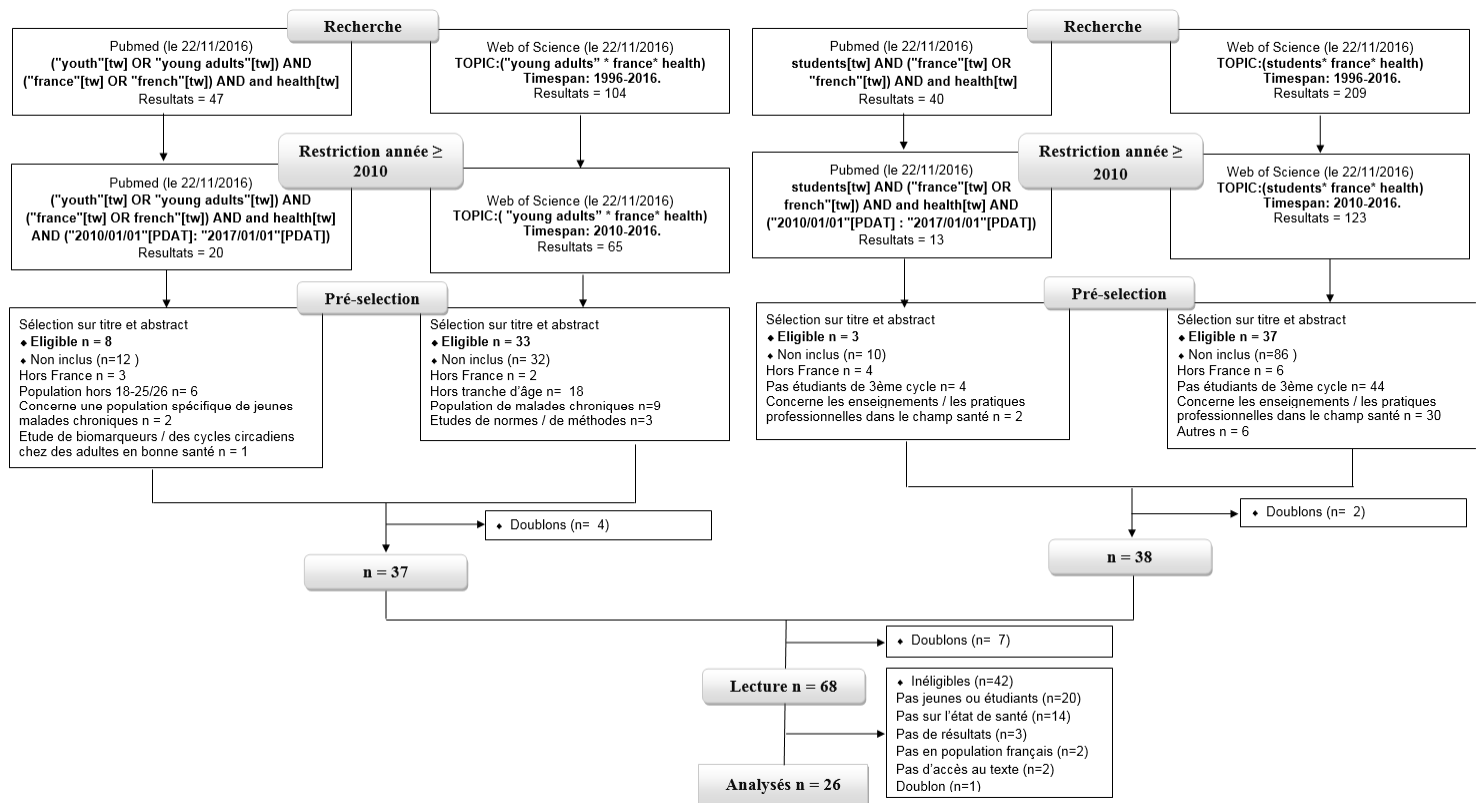 Recherche
Pubmed (le 22/11/2016)
("youth"[tw] OR "young adults"[tw]) AND
("france"[tw] OR "french"[tw]) AND and health[tw]
Resultats = 47
Web of Science (le 22/11/2016)
TOPIC:("young adults” * france* health)
Timespan: 1996-2016.
Resultats = 104
Restriction année ≥
2010
Pubmed (le 22/11/2016)
("youth"[tw] OR "young adults"[tw]) AND
("france"[tw] OR french"[tw]) AND and health[tw]
AND ("2010/01/01"[PDAT]: "2017/01/01"[PDAT])
Resultats = 20
Web of Science (le 22/11/2016)
TOPIC:( "young adults” * france* health)
Timespan: 2010-2016.
Resultats = 65
Pré-selection
Sélection sur titre et abstract
⬥ Eligible n = 8
⬥ Non inclus (n=12 )
Hors France n = 3
Population hors 18-25/26 n= 6
Concerne une population spécifique de jeunes
malades chroniques n = 2
Etude de biomarqueurs / des cycles circadiens
chez des adultes en bonne santé n = 1
Sélection sur titre et abstract
⬥ Eligible n = 33
⬥ Non inclus (n= 32)
Hors France n = 2
Hors tranche d’âge n= 18
Population de malades chroniques n=9
Etudes de normes / de méthodes n=3
⬥ Doublons (n= 4)
n = 37
Recherche
Pubmed (le 22/11/2016)
students[tw] AND ("france"[tw] OR
"french"[tw]) AND and health[tw]
Resultats = 40
Web of Science (le 22/11/2016)
TOPIC:(students* france* health)
Timespan: 1996-2016.
Resultats = 209
Restriction année ≥
2010
Pubmed (le 22/11/2016)
students[tw] AND ("france"[tw] OR
french"[tw]) AND and health[tw] AND
("2010/01/01"[PDAT] : "2017/01/01"[PDAT])
Resultats = 13
Web of Science (le 22/11/2016)
TOPIC:(students* france* health)
Timespan: 2010-2016.
Resultats = 123
Pré-selection
Sélection sur titre et abstract
⬥ Eligible n = 3
⬥ Non inclus (n= 10)
Hors France n = 4
Pas étudiants de 3ème cycle n= 4
Concerne les enseignements / les pratiques
professionnelles dans le champ santé n = 2
Sélection sur titre et abstract
⬥ Eligible n = 37
⬥ Non inclus (n=86 )
Hors France n = 6
Pas étudiants de 3ème cycle n= 44
Concerne les enseignements / les pratiques
professionnelles dans le champ santé n = 30
Autres n = 6
⬥ Doublons (n= 2)
n = 38
⬥ Doublons (n= 7)
Lecture n = 68
⬥ Inéligibles (n=42)
Pas jeunes ou étudiants (n=20)
Pas sur l’état de santé (n=14)
Pas de résultats (n=3)
Pas en population français (n=2)
Pas d’accès au texte (n=2)
Doublon (n=1)
Analysés n = 26